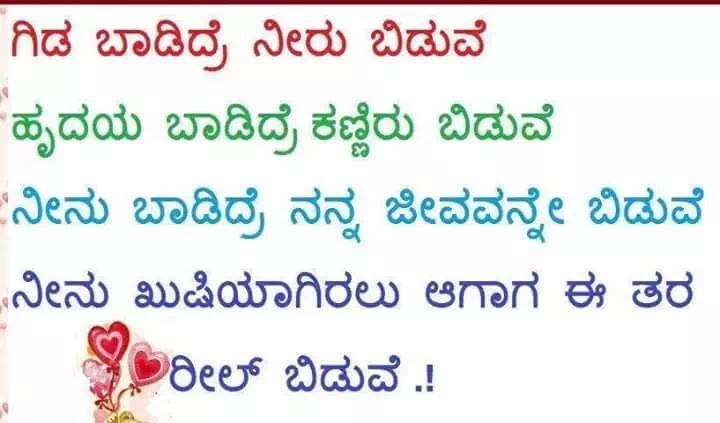 ಗಿಡ ಬಾಡಿದ್ರೆ ನೀರು ಬಿಡುವೆ
ಹೃದಯ ಬಾಡಿದ್ರೆ ಕಣ್ಣಿರು ಬಿಡುವೆ
ನೀನು ಬಾಡಿದ್ರೆ ನನ್ನ ಜೀವವನ್ನೇ ಬಿಡುವೆ
ನೀನು ಖುಷಿಯಾಗಿರಲು ಆಗಾಗ ಈ ತರ
ರೀಲ್ ಬಿಡುವೆ .!